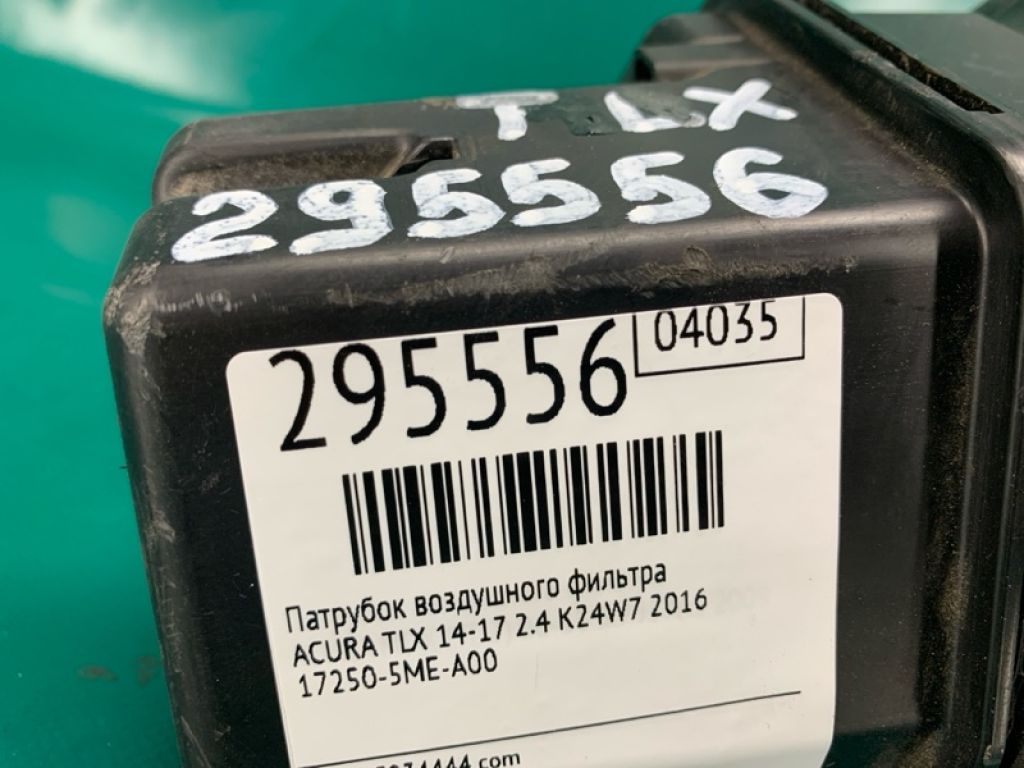 TLX
295556
295556
04035
Патрубок воздушного фильтра
ACURA TLX 14-17 2.4 K24W7 2016
17250-5ME-A00